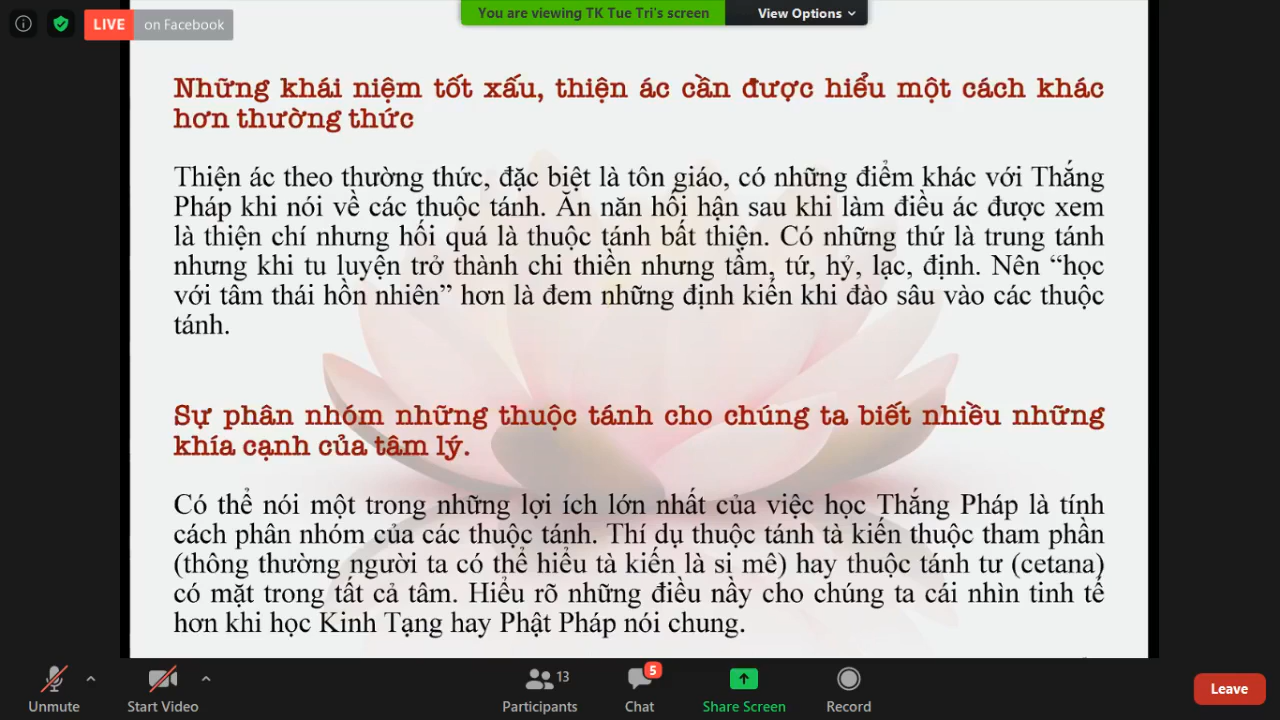 You are viewing TK Tue Tri's screen
View Options
LIVE on Facebook
Những khái niệm tốt xấu, thiện ác cần được hiểu một cách khác
hơn thường thức
Thiện ác theo thường thức, đặc biệt là tôn giáo, có những điểm khác với Thắng
Pháp khi nói về các thuộc tánh. Ăn năn hối hận sau khi làm điều ác được xem
là thiện chí nhưng hối quá là thuộc tánh bất thiện. Có những thứ là trung tánh
nhưng khi tu luyện trở thành chi thiền nhưng tầm, tứ, hỷ, lạc, định. Nên “học
với tâm thái hồn nhiên” hơn là đem những định kiến khi đào sâu vào các thuộc
tánh.
Sự phân nhóm những thuộc tánh cho chúng ta biết nhiều những
khía cạnh của tâm lý.
Có thể nói một trong những lợi ích lớn nhất của việc học Thắng Pháp là tính
cách phân nhóm của các thuộc tánh. Thí dụ thuộc tánh tà kiến thuộc tham phần
(thông thường người ta có thể hiểu tà kiến là si mê) hay thuộc tánh tư (cetana)
có mặt trong tất cả tâm. Hiểu rõ những điều nầy cho chúng ta cái nhìn tinh tế
hơn khi học Kinh Tạng hay Phật Pháp nói chung.
13
5
Unmute
Start Video
Participants
Chat
Share Screen
Record
Leave